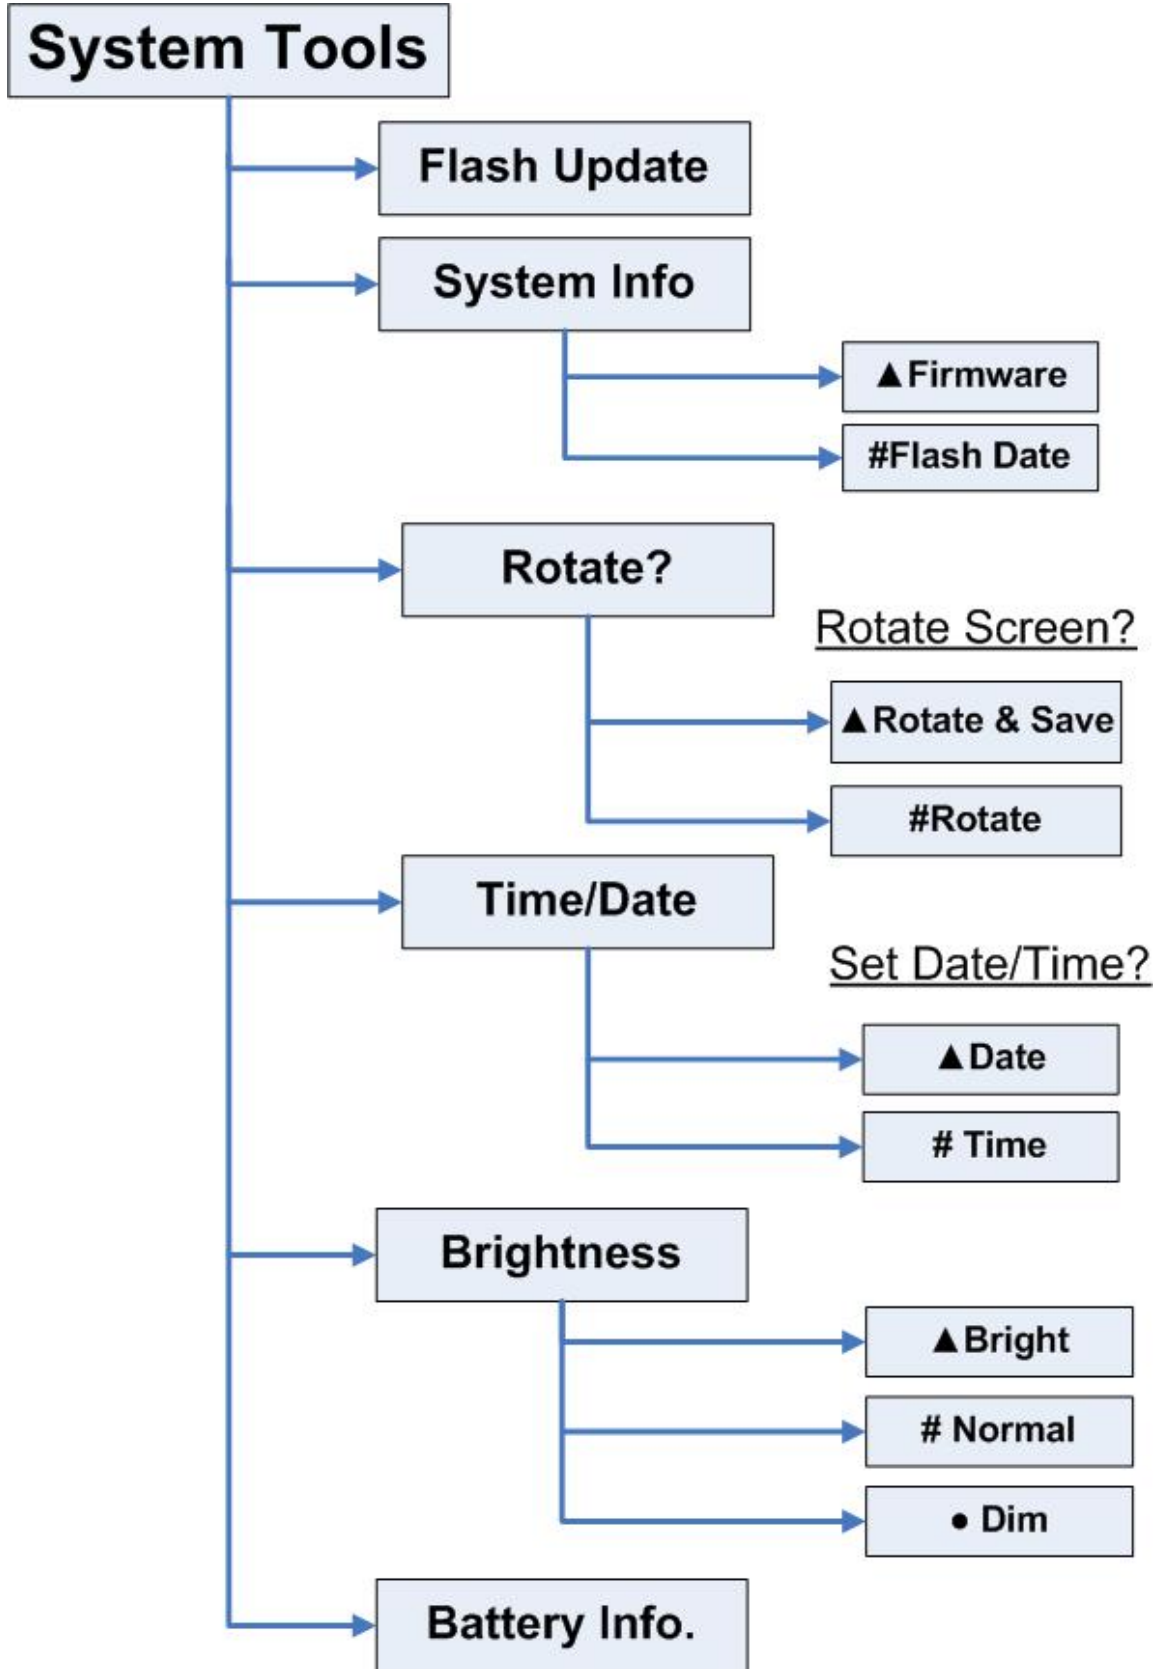 System Tools
Flash Update
System Info
▲Firmware
#Flash Date
Rotate?
Rotate Screen?
▲Rotate & Save
#Rotate
Time/Date
Set Date/Time?
▲Date
# Time
Brightness
▲Bright
# Normal
● Dim
Battery Info.